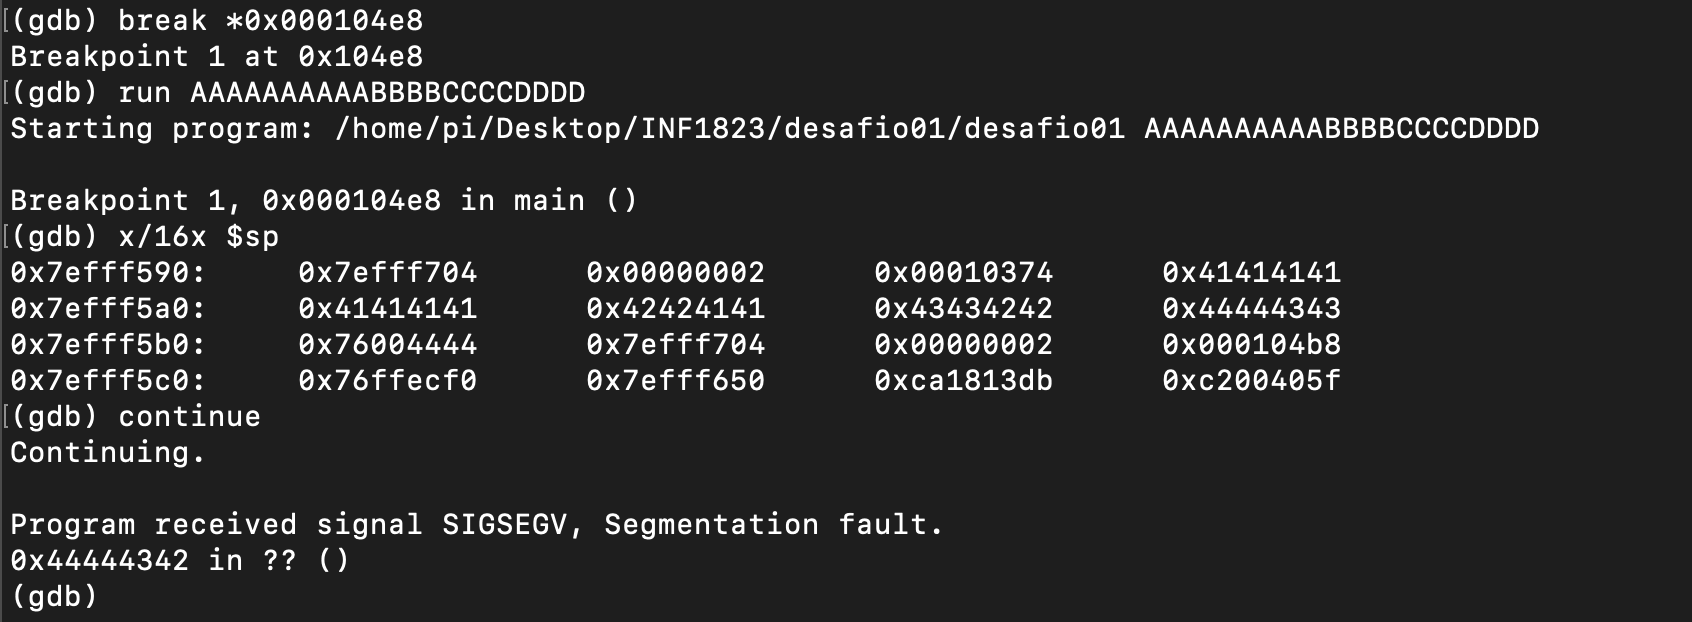 (gdb) break *0x000104e8
Breakpoint 1 at 0x104e8
(gdb) run AAAAAAAAAABBBBCCCCDDDD
Starting program: /home/pi/Desktop/INF1823/desafio01/desafio01 AAAAAAAAAABBBBCCCCDDDD
Breakpoint 1, 0x000104e8 in main ()
(gdb) x/16x $sp
0x7efff590: 0x7efff704 0x00000002 0x00010374 0x41414141
0x7efff5a0: 0x41414141 0x42424141 0x43434242 0x44444343
0x7efff5b0: 0x76004444 0x7efff704 0x00000002 0x000104b8
0x7efff5c0: 0x76ffecf0 0x7efff650 0xca1813db 0xc200405f
(gdb) continue
Continuing.
Program received signal SIGSEGV, Segmentation fault.
0x44444342 in ?? ()
(gdb)